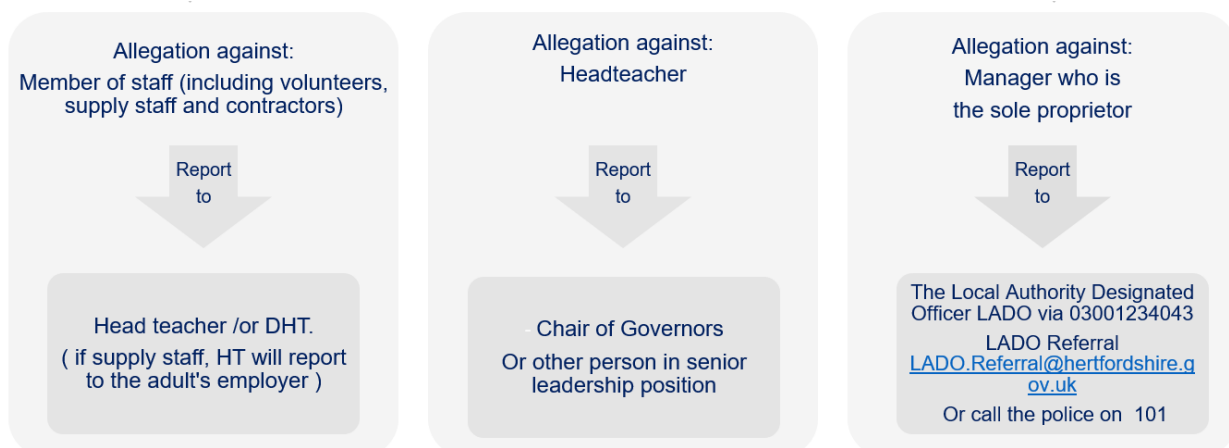 Allegation against:
Member of staff (including volunteers,
supply staff and contractors)
Report
to
Head teacher /or DHT.
( if supply staff, HT will report
to the adult's employer )
Allegation against:
Headteacher
Report
to
- Chair of Governors
Or other person in senior
leadership position
Allegation against:
Manager who is
the sole proprietor
Report
to
The Local Authority Designated
Officer LADO via 03001234043
LADO Referral
LADO.Referral@hertfordshire.g
ov.uk
Or call the police on 101